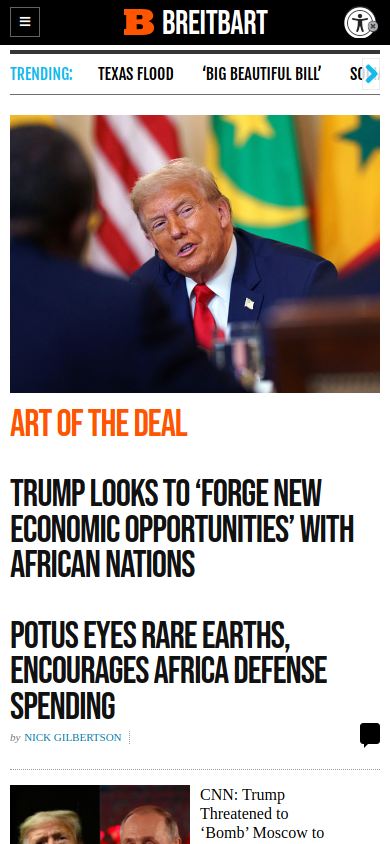 B BREITBART
TRENDING: TEXAS FLOOD ‘BIG BEAUTIFUL BILL’
ART OF THE DEAL
TRUMP LOOKS TO ‘FORGE NEW
ECONOMIC OPPORTUNITIES’ WITH
AFRICAN NATIONS
POTUS EYES RARE EARTHS,
ENCOURAGES AFRICA DEFENSE
SPENDING
by NICK GILBERTSON
CNN: Trump
Threatened to
‘Bomb’ Moscow to